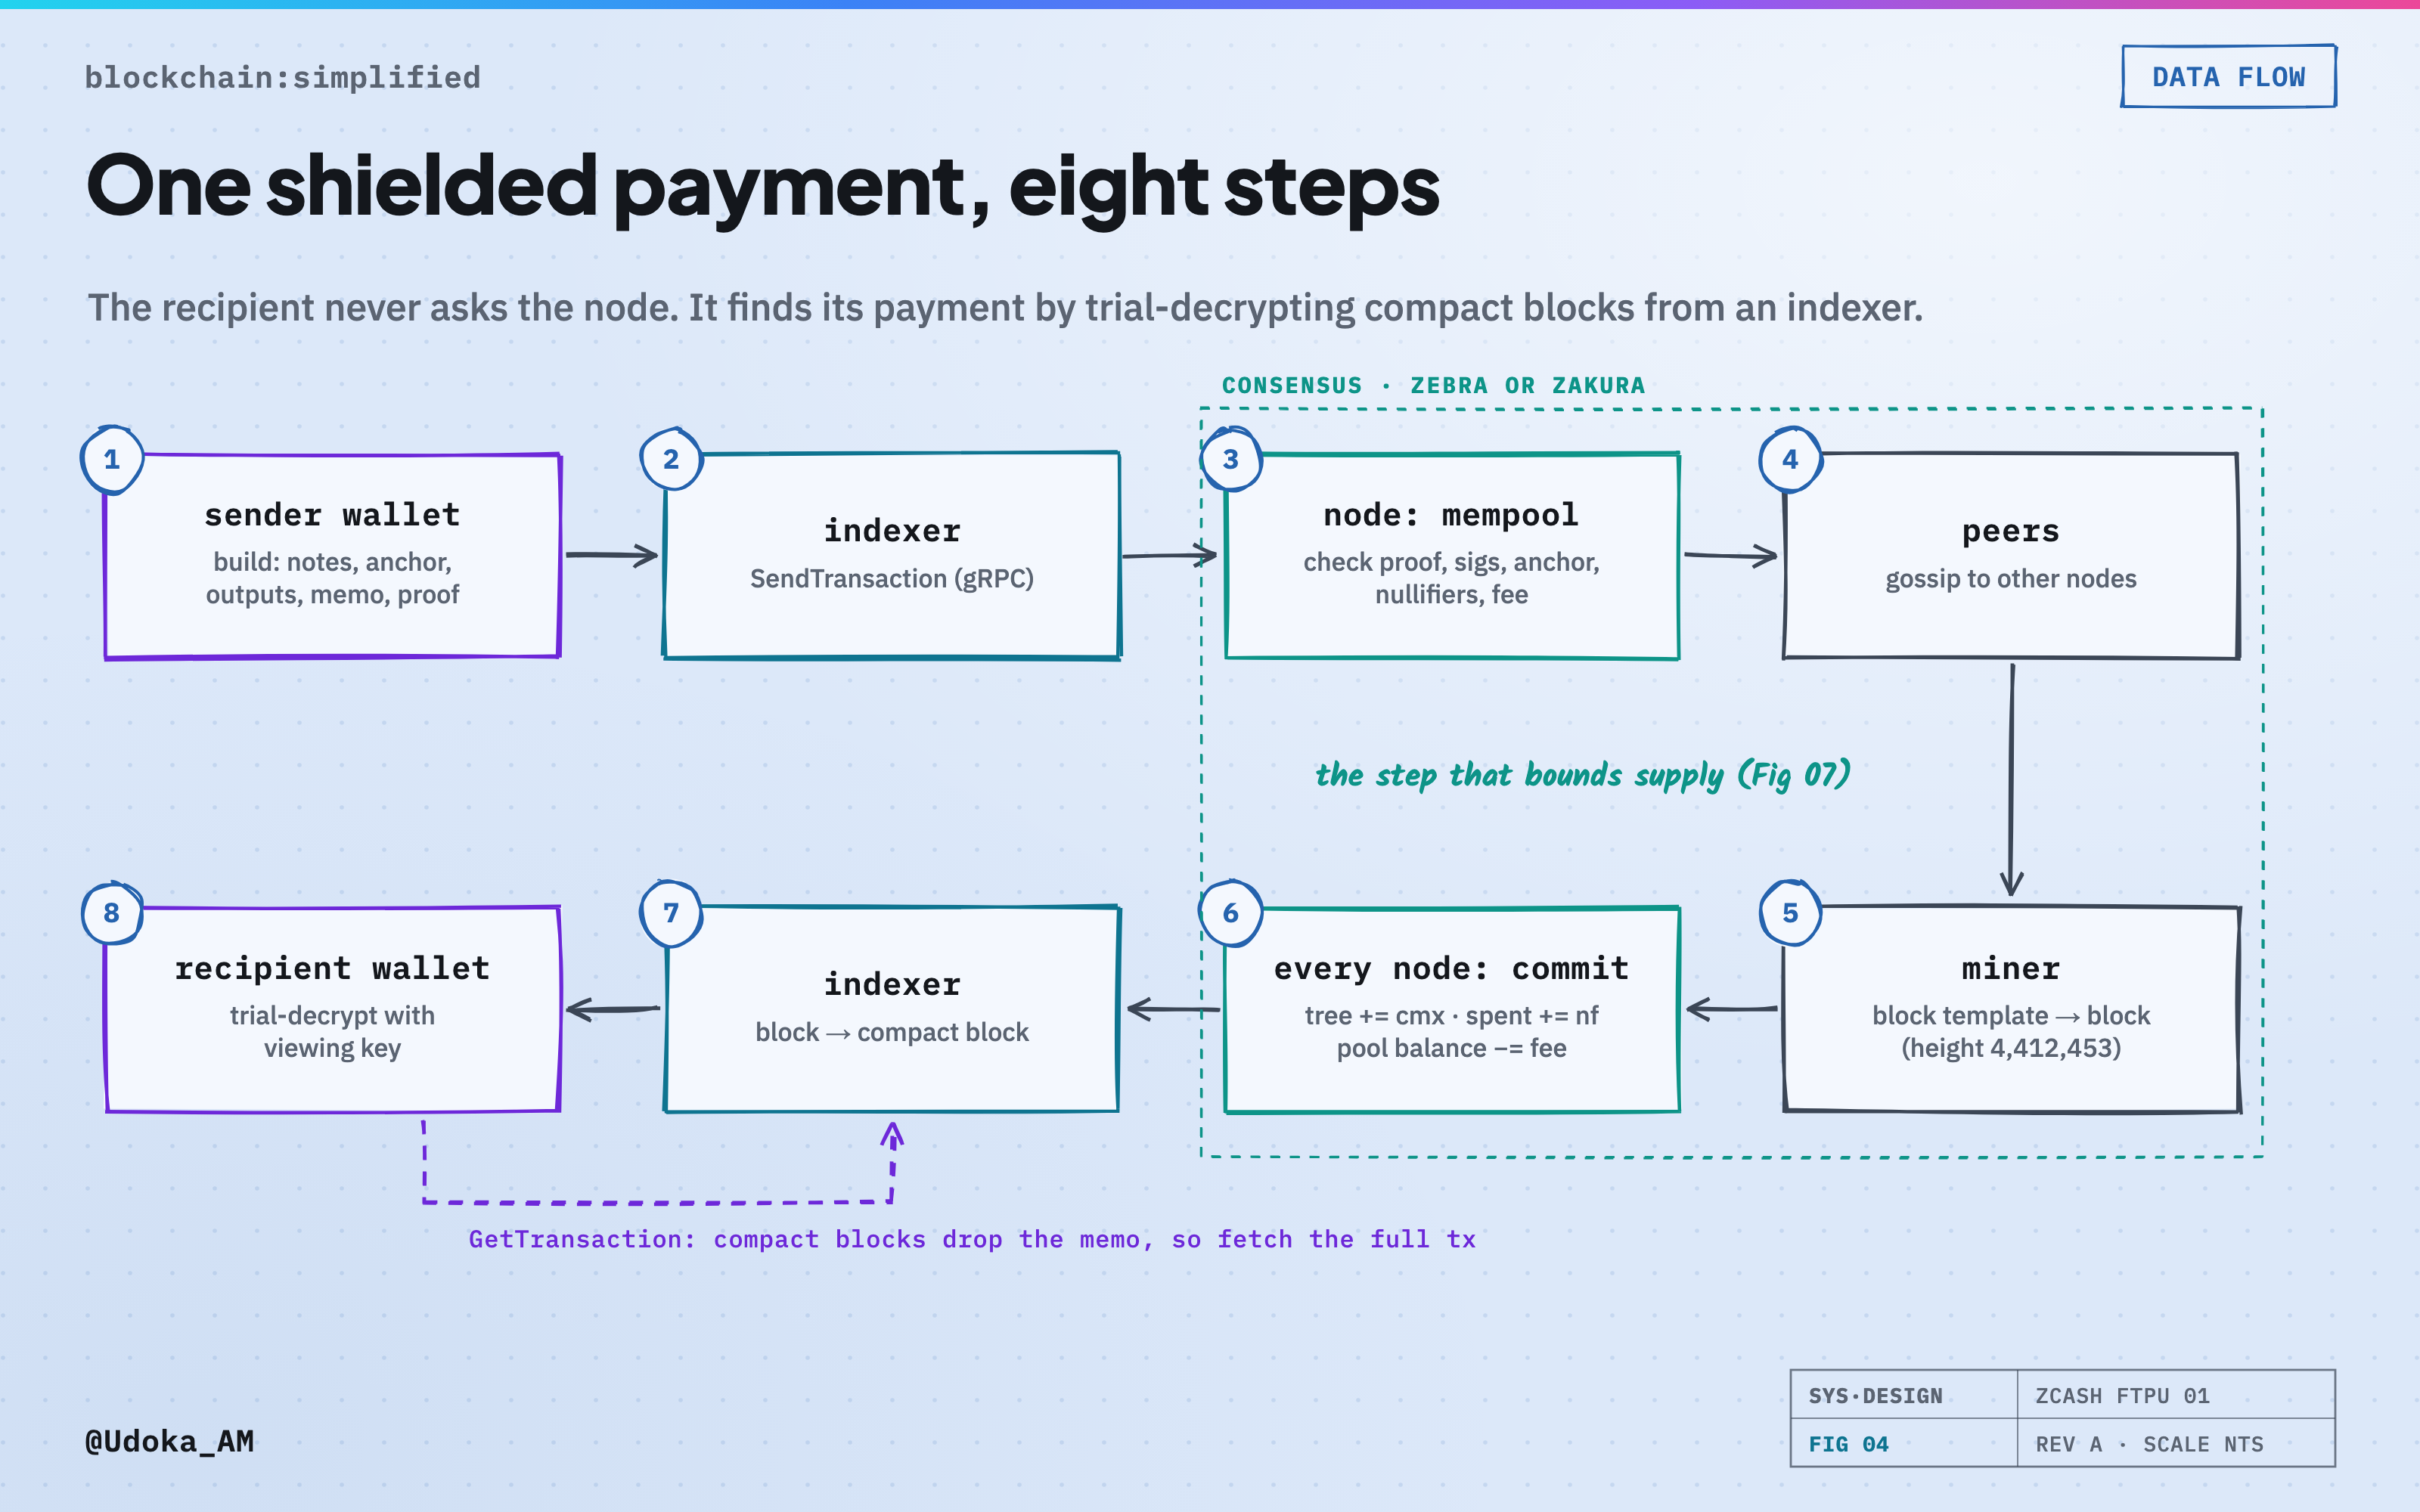 blockchain:simplified
DATA FLOW
One shielded payment, eight steps
The recipient never asks the node. It finds its payment by trial-decrypting compact blocks from an indexer.
CONSENSUS · ZEBRA OR ZAKURA
1
sender wallet
build: notes, anchor,
outputs, memo, proof
2
indexer
SendTransaction (gRPC)
3
node: mempool
check proof, sigs, anchor,
nullifiers, fee
4
peers
gossip to other nodes
the step that bounds supply (Fig 07)
8
recipient wallet
trial-decrypt with
viewing key
7
indexer
block → compact block
6
every node: commit
tree += cmx · spent += nf
pool balance −= fee
5
miner
block template → block
(height 4,412,453)
GetTransaction: compact blocks drop the memo, so fetch the full tx
@Udoka_AM
SYS·DESIGN
ZCASH FTPU 01
FIG 04
REV A · SCALE NTS